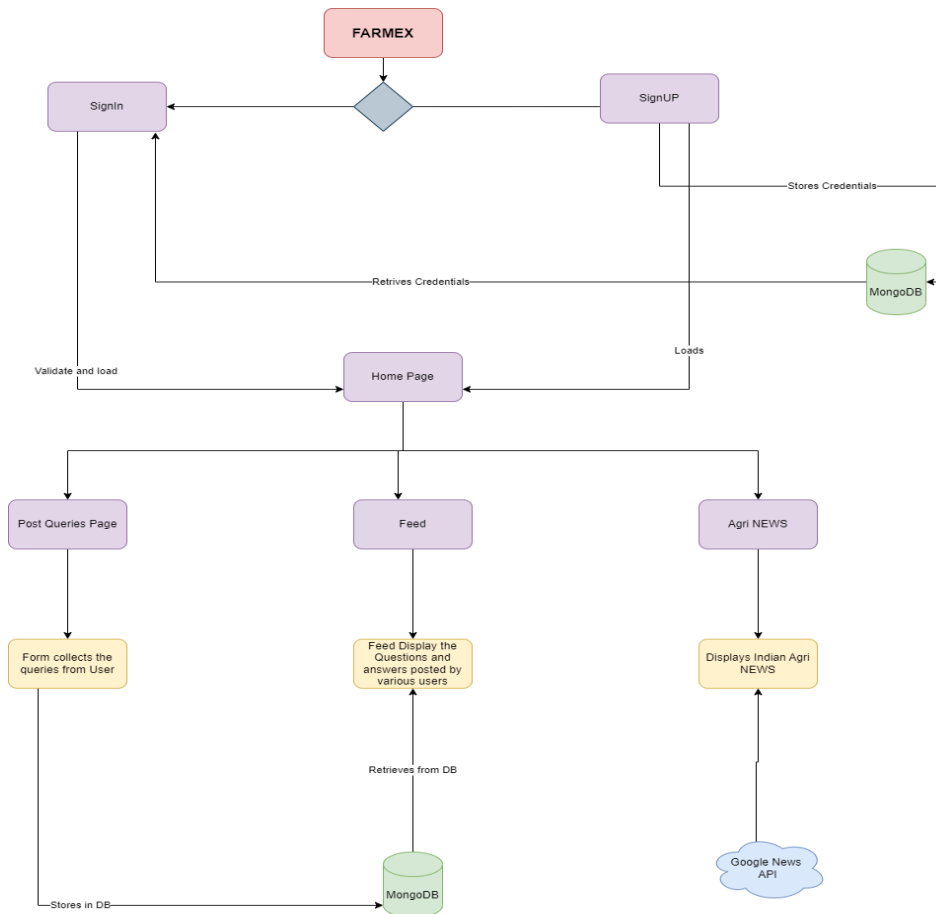 FARMEX
SignIn
SignUP
Stores Credentials
Retrives Credentials
MongoDB
Loads
Validate and load
Home Page
Post Queries Page
Feed
Agri NEWS
Form collects the
queries from User
Feed Display the
Questions and
answers posted by
various users
Displays Indian Agri
NEWS
Retrieves from DB
Google News
API
MongoDB
Stores in DB